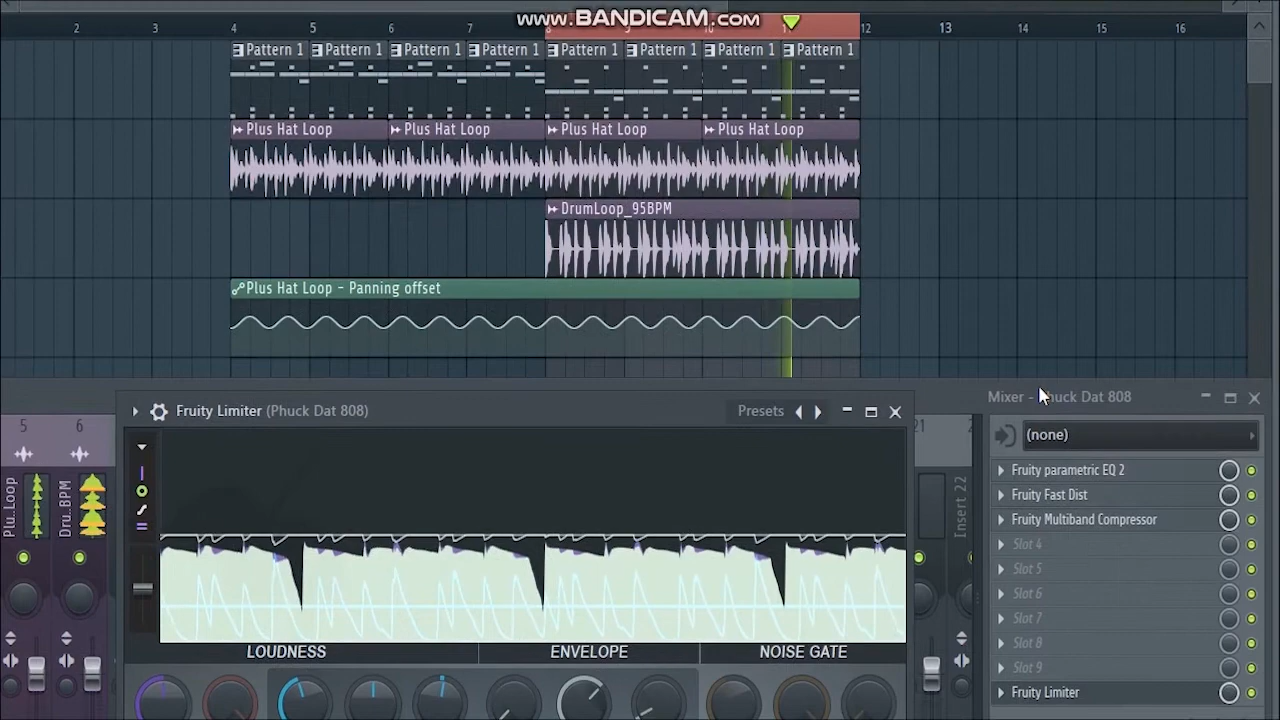 www.BANDICAM.com
2 3 4 5 6 7 8 9 10 11 12 13 14 15 16
Pattern 1 Pattern 1 Pattern 1 Pattern 1 Pattern 1 Pattern 1 Pattern 1 Pattern 1
Plus Hat Loop Plus Hat Loop Plus Hat Loop Plus Hat Loop
DrumLoop_95BPM
Plus Hat Loop - Panning offset
Fruity Limiter (Phuck Dat 808)
Presets
Mixer - Phuck Dat 808
5 6
21
(none)
Plu.Loop
Dru.BPM
Insert 22
Fruity parametric EQ 2
Fruity Fast Dist
Fruity Multiband Compressor
Slot 4
Slot 5
Slot 6
Slot 7
Slot 8
Slot 9
Fruity Limiter
LOUDNESS
ENVELOPE
NOISE GATE